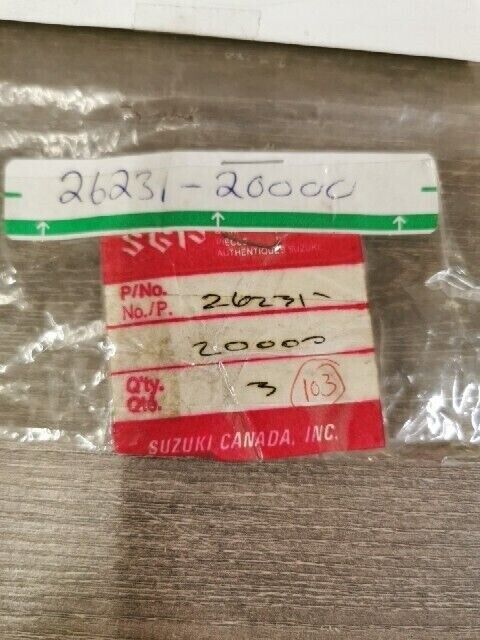 26231-20000
PIECES
AUTHENTIQUES SUZUKI
P/No.
No./P. 26231-
20000
Q'ty.
Qté. 3 103
SUZUKI CANADA, INC.